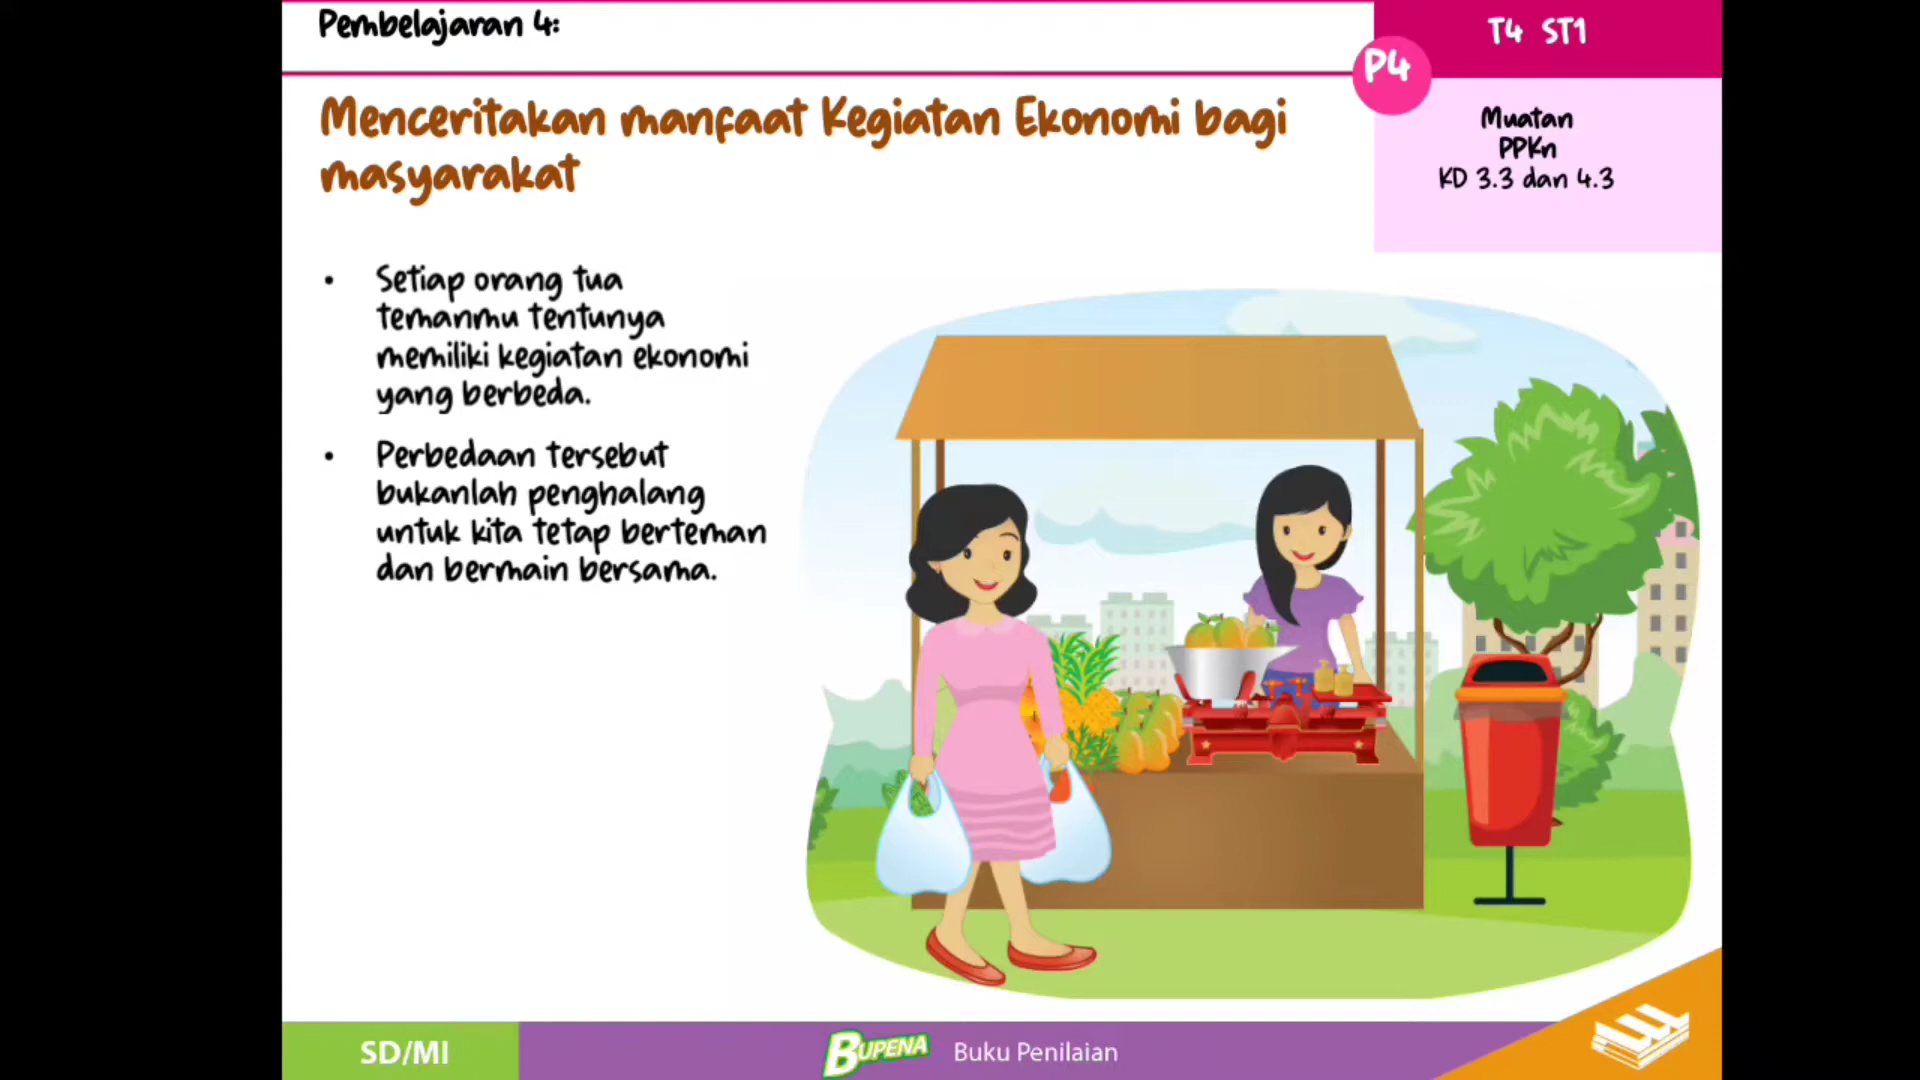 Pembelajaran 4:
T4 ST1
P4
Menceritakan manfaat Kegiatan Ekonomi bagi
masyarakat
Muatan
PPKn
KD 3.3 dan 4.3
• Setiap orang tua
temanmu tentunya
memiliki kegiatan ekonomi
yang berbeda.
• Perbedaan tersebut
bukanlah penghalang
untuk kita tetap berteman
dan bermain bersama.
SD/MI
BUPENA Buku Penilaian